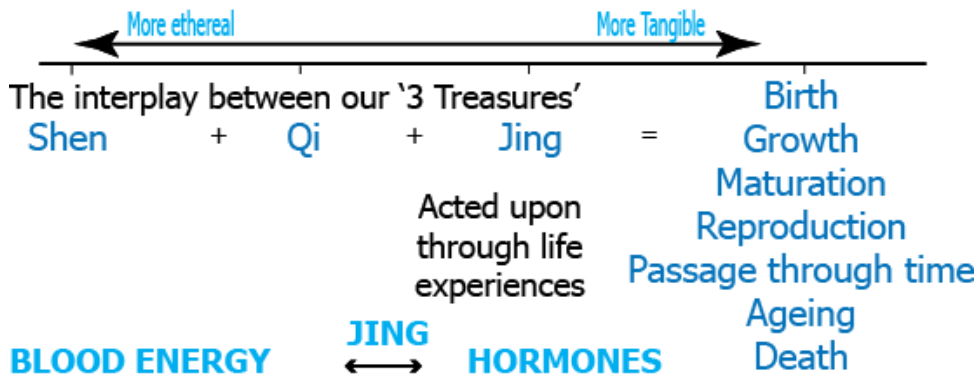 More ethereal More Tangible
The interplay between our ‘3 Treasures’
Shen + Qi + Jing =
Birth
Growth
Maturation
Reproduction
Passage through time
Ageing
Death
Acted upon
through life
experiences
JING
BLOOD ENERGY HORMONES